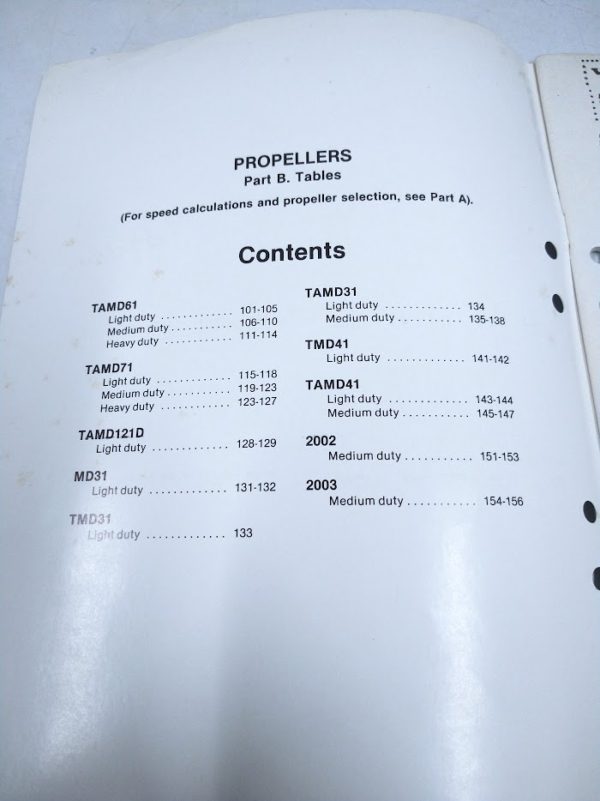 PROPELLERS
Part B. Tables
(For speed calculations and propeller selection, see Part A).
Contents
TAMD61
Light duty ............ 101-105
Medium duty ........... 106-110
Heavy duty ............ 111-114
TAMD71
Light duty ............. 115-118
Medium duty ........... 119-123
Heavy duty ............. 123-127
TAMD121D
Light duty ............. 128-129
MD31
Light duty ............. 131-132
TMD31
Light duty ............. 133
TAMD31
Light duty ............. 134
Medium duty ........... 135-138
TMD41
Light duty ............. 141-142
TAMD41
Light duty ............. 143-144
Medium duty ........... 145-147
2002
Medium duty ........... 151-153
2003
Medium duty ........... 154-156